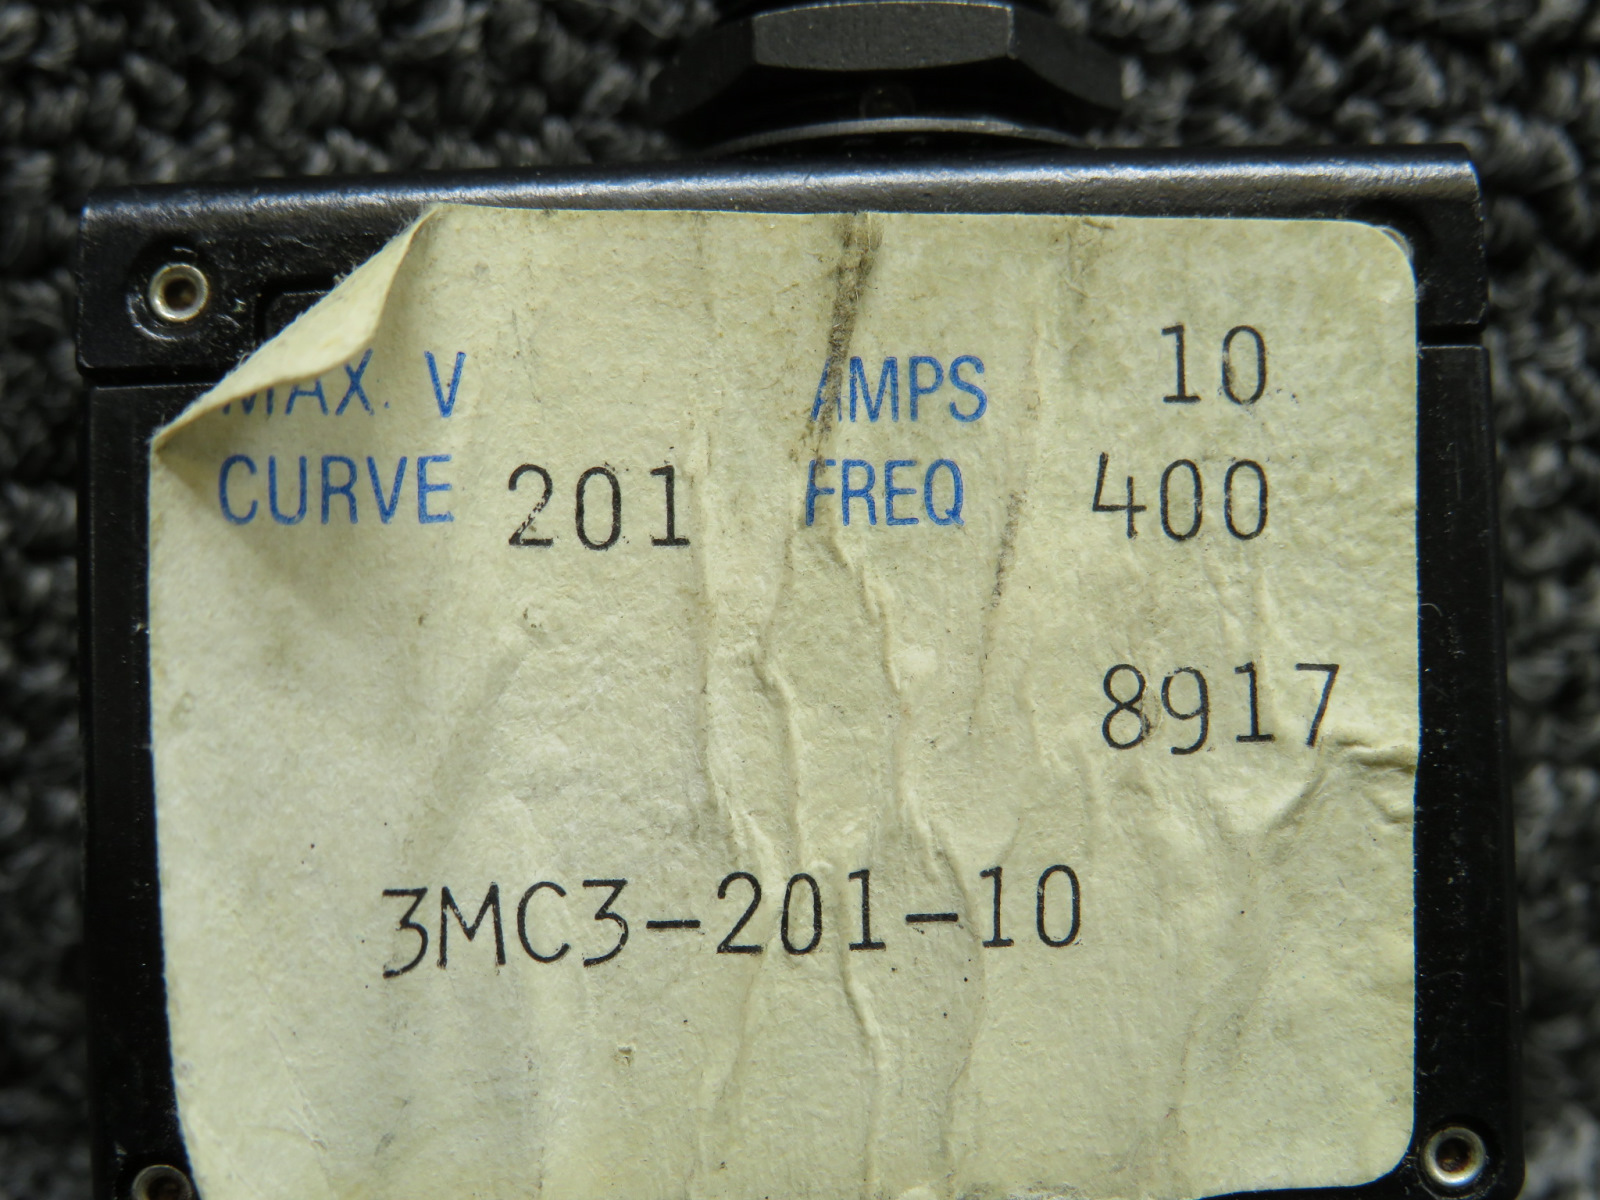 MAX. V AMPS 10
CURVE 201 FREQ 400
8917
3MC3-201-10